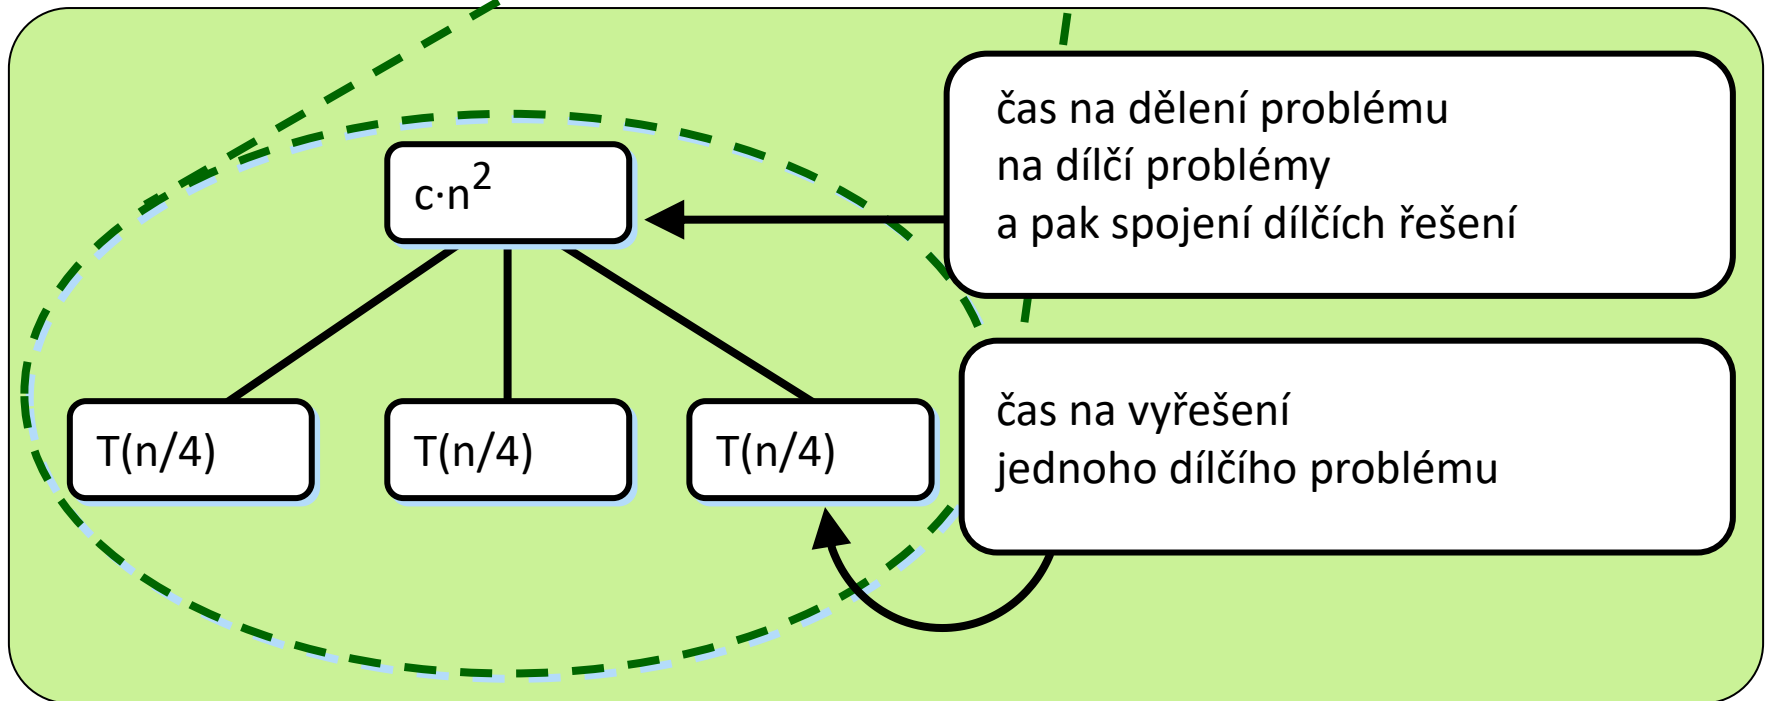 c·n²
čas na dělení problému
na dílčí problémy
a pak spojení dílčích řešení
T(n/4)
T(n/4)
T(n/4)
čas na vyřešení
jednoho dílčího problému